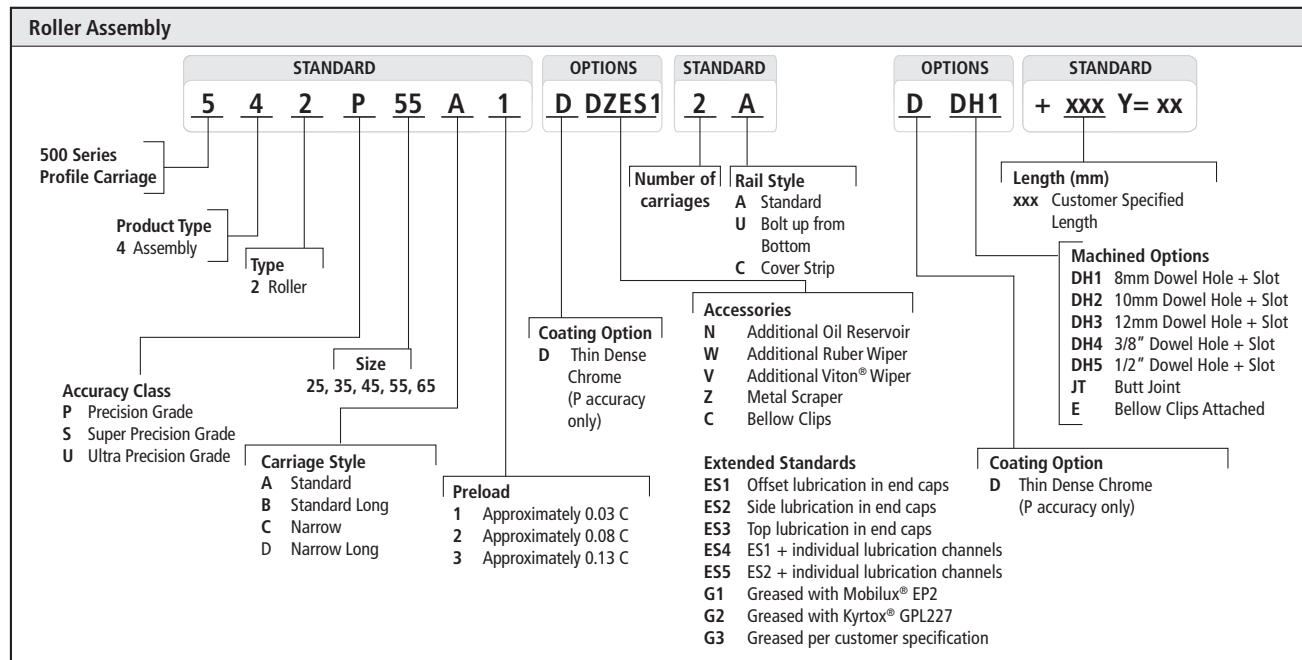 Roller Assembly
STANDARD
OPTIONS
STANDARD
OPTIONS
STANDARD
5 4 2 P 55 A 1
D DZES1
2 A
D DH1
+ xxx Y= xx
500 Series
Profile Carriage
Product Type
4 Assembly
Type
2 Roller
Accuracy Class
P Precision Grade
S Super Precision Grade
U Ultra Precision Grade
Size
25, 35, 45, 55, 65
Carriage Style
A Standard
B Standard Long
C Narrow
D Narrow Long
Preload
1 Approximately 0.03 C
2 Approximately 0.08 C
3 Approximately 0.13 C
Coating Option
D Thin Dense
Chrome
(P accuracy
only)
Number of
carriages
Rail Style
A Standard
U Bolt up from
Bottom
C Cover Strip
Accessories
N Additional Oil Reservoir
W Additional Ruber Wiper
V Additional Viton® Wiper
Z Metal Scraper
C Bellow Clips
Extended Standards
ES1 Offset lubrication in end caps
ES2 Side lubrication in end caps
ES3 Top lubrication in end caps
ES4 ES1 + individual lubrication channels
ES5 ES2 + individual lubrication channels
G1 Greased with Mobilux® EP2
G2 Greased with Kyrtox® GPL227
G3 Greased per customer specification
Length (mm)
xxx Customer Specified
Length
Machined Options
DH1 8mm Dowel Hole + Slot
DH2 10mm Dowel Hole + Slot
DH3 12mm Dowel Hole + Slot
DH4 3/8” Dowel Hole + Slot
DH5 1/2” Dowel Hole + Slot
JT Butt Joint
E Bellow Clips Attached
Coating Option
D Thin Dense Chrome
(P accuracy only)